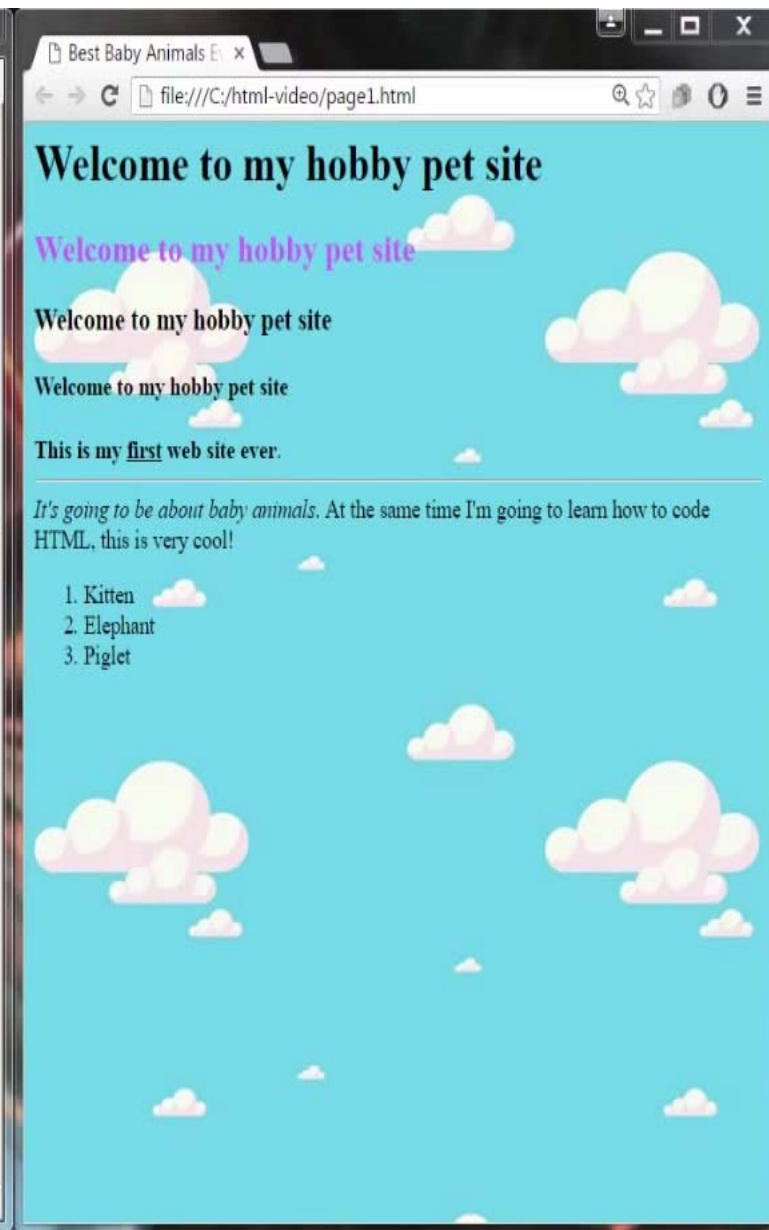 Best Baby Animals E
file:///C:/html-video/page1.html
Welcome to my hobby pet site
Welcome to my hobby pet site
Welcome to my hobby pet site
Welcome to my hobby pet site
This is my first web site ever.
It's going to be about baby animals. At the same time I'm going to learn how to code
HTML, this is very cool!
1. Kitten
2. Elephant
3. Piglet